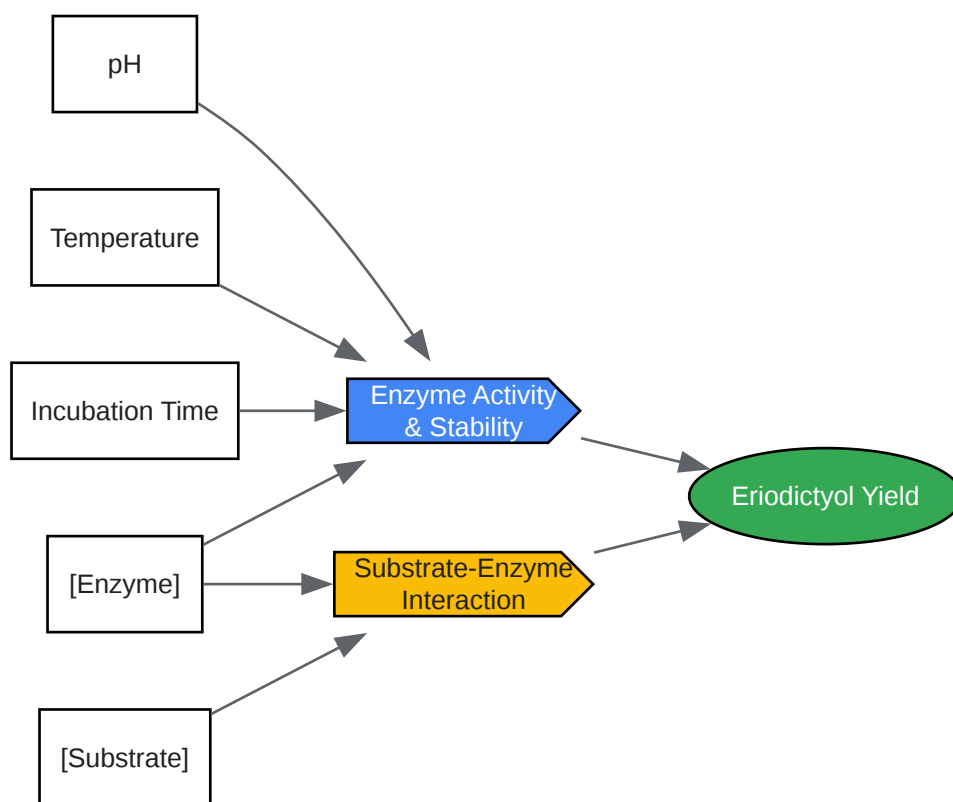 pH
Temperature
Incubation Time
Enzyme Activity
& Stability
Eriodictyol Yield
[Enzyme]
Substrate-Enzyme
Interaction
[Substrate]